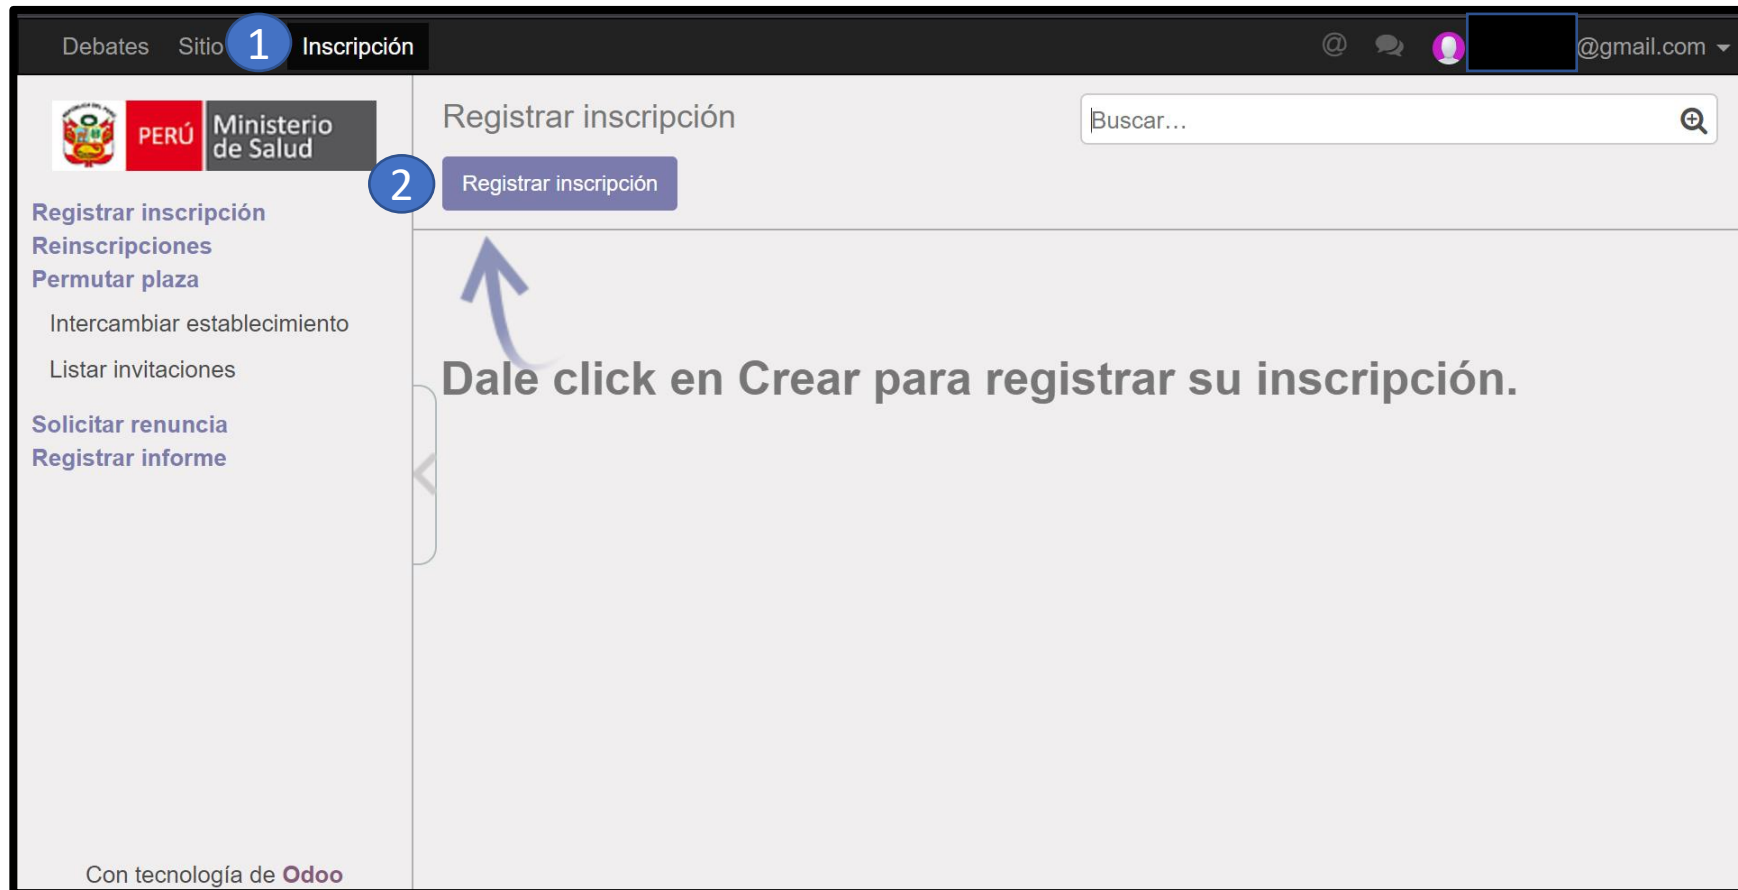 Debates Sitio 1 Inscripción @ @gmail.com
PERÚ Ministerio
de Salud
Registrar inscripción
Reinscripciones
Permutar plaza
Intercambiar establecimiento
Listar invitaciones
Solicitar renuncia
Registrar informe
Con tecnología de Odoo
Registrar inscripción
Buscar...
2 Registrar inscripción
Dale click en Crear para registrar su inscripción.